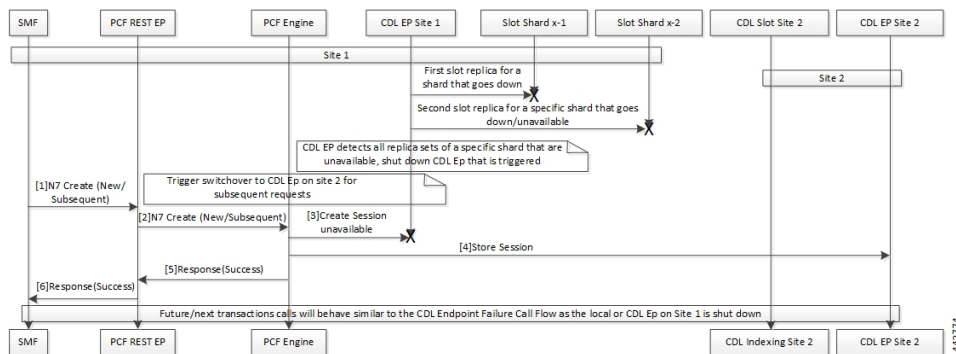 SMF
PCF REST EP
PCF Engine
CDL EP Site 1
Slot Shard x-1
Slot Shard x-2
CDL Slot Site 2
CDL EP Site 2
Site 1
Site 2
First slot replica for a
shard that goes down
Second slot replica for a specific shard that goes
down/unavailable
CDL EP detects all replica sets of a specific shard that are
unavailable, shut down CDL Ep that is triggered
[1]N7 Create (New/
Subsequent)
Trigger switchover to CDL Ep on site 2 for
subsequent requests
[2]N7 Create (New/Subsequent)
[3]Create Session
unavailable
[4]Store Session
[5]Response(Success)
[6]Response(Success)
Future/next transactions calls will behave similar to the CDL Endpoint Failure Call Flow as the local or CDL Ep on Site 1 is shut down
SMF
PCF REST EP
PCF Engine
CDL Indexing Site 2
CDL EP Site 2